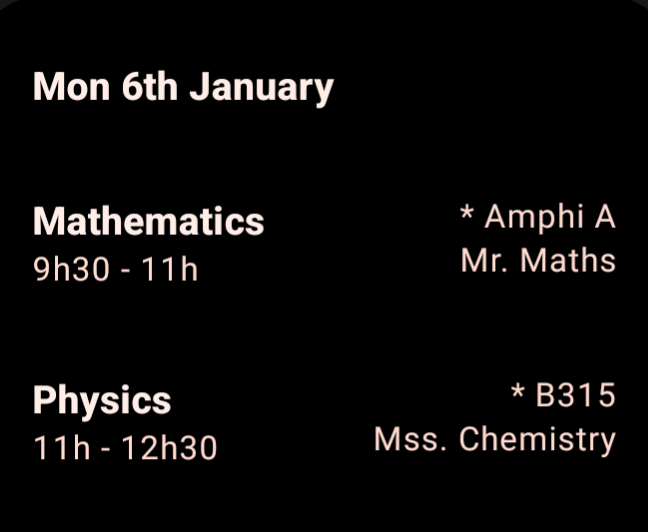 Mon 6th January
Mathematics
* Amphi A
9h30 - 11h
Mr. Maths
Physics
* B315
11h - 12h30
Mss. Chemistry